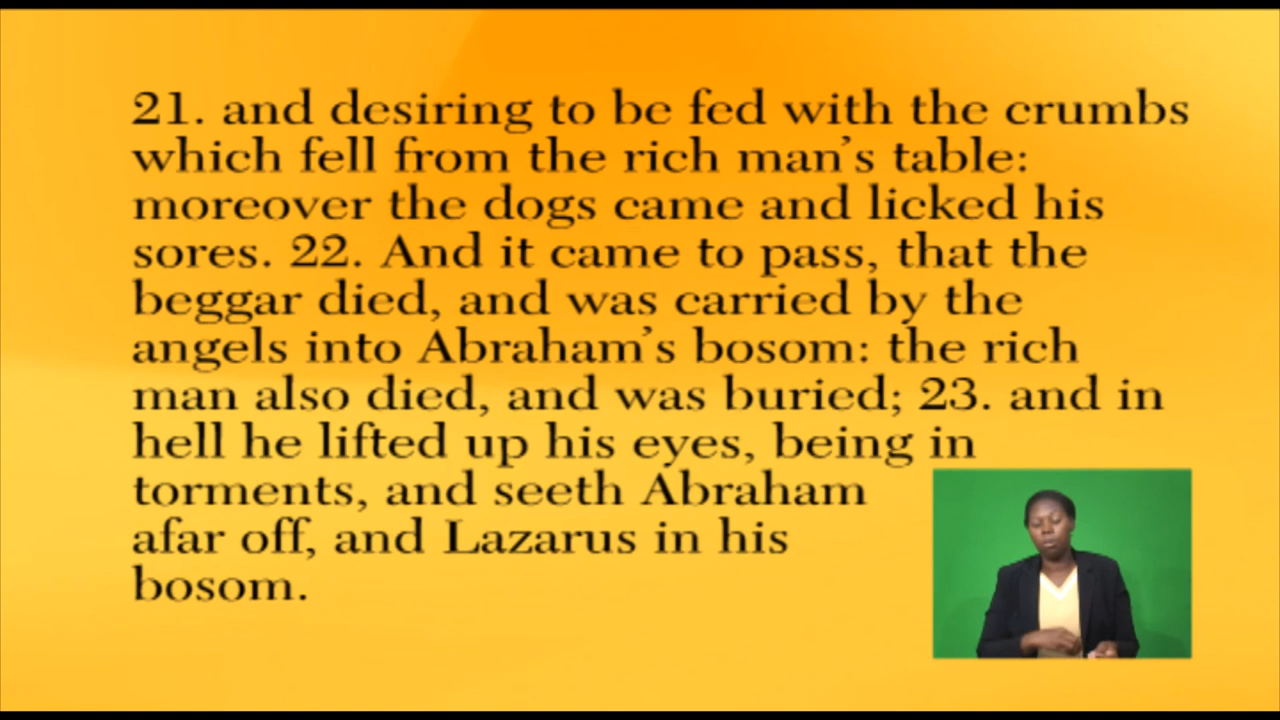 21. and desiring to be fed with the crumbs
which fell from the rich man's table:
moreover the dogs came and licked his
sores. 22. And it came to pass, that the
beggar died, and was carried by the
angels into Abraham's bosom: the rich
man also died, and was buried; 23. and in
hell he lifted up his eyes, being in
torments, and seeth Abraham
afar off, and Lazarus in his
bosom.